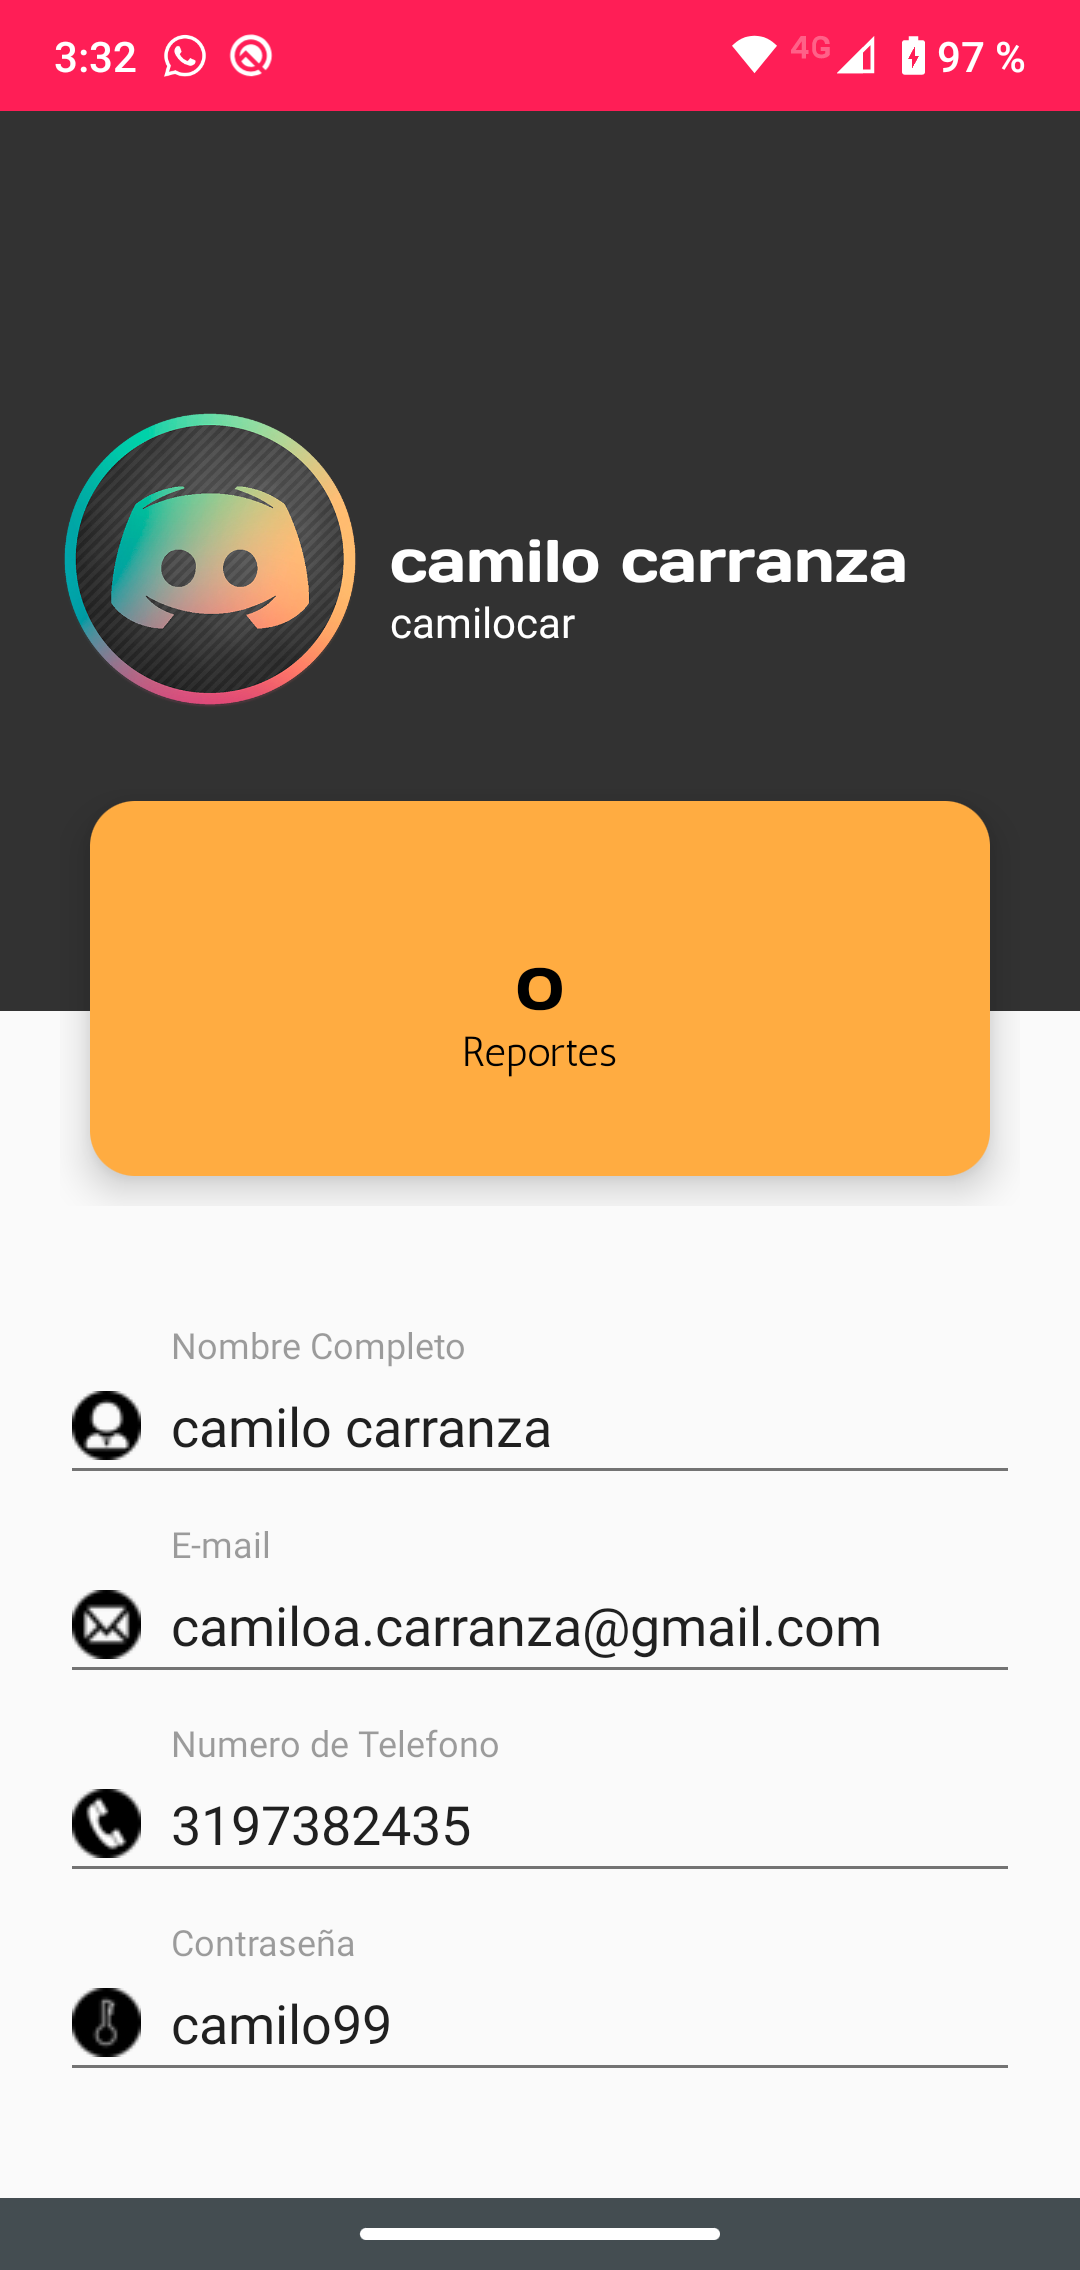 3:32 4G 97 %
camilo carranza
camilocar
0
Reportes
Nombre Completo
camilo carranza
E-mail
camiloa.carranza@gmail.com
Numero de Telefono
3197382435
Contraseña
camilo99